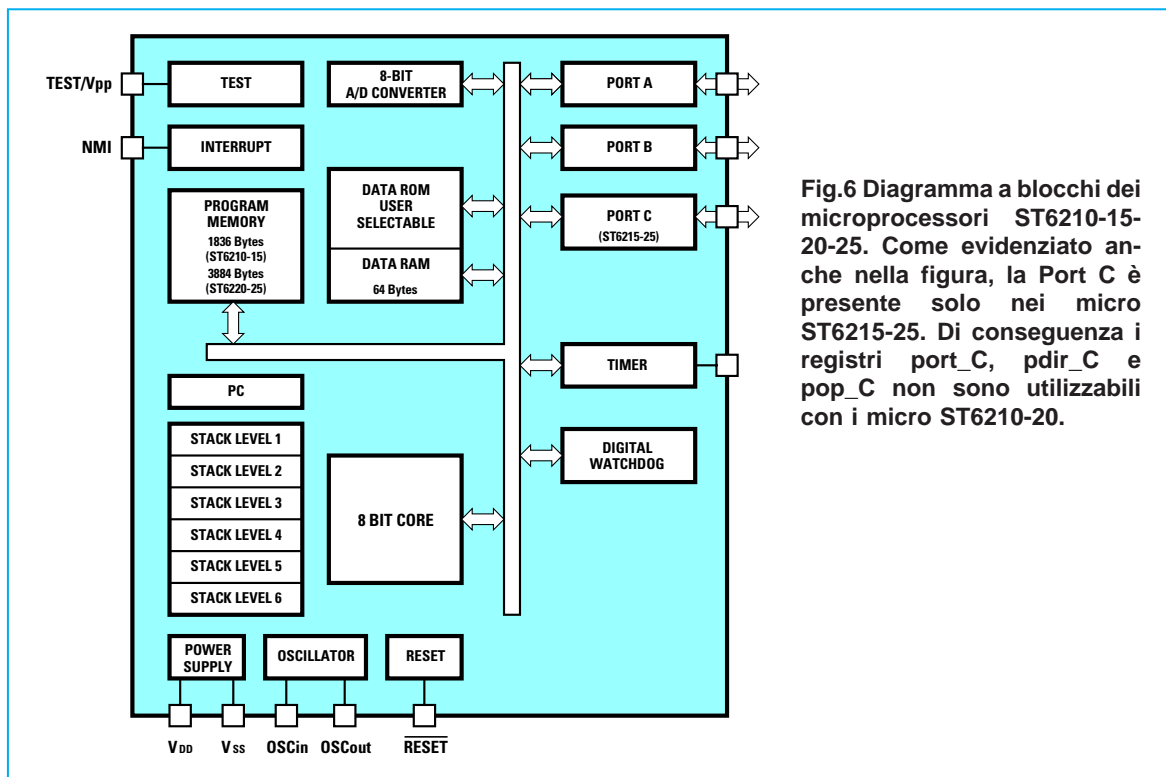 TEST/Vpp
TEST
NMI
INTERRUPT
PROGRAM
MEMORY
1836 Bytes
(ST6210-15)
3884 Bytes
(ST6220-25)
PC
STACK LEVEL 1
STACK LEVEL 2
STACK LEVEL 3
STACK LEVEL 4
STACK LEVEL 5
STACK LEVEL 6
8-BIT
A/D CONVERTER
DATA ROM
USER
SELECTABLE
DATA RAM
64 Bytes
8 BIT CORE
PORT A
PORT B
PORT C
(ST6215-25)
TIMER
DIGITAL
WATCHDOG
POWER
SUPPLY
OSCILLATOR
RESET
VDD
VSS
OSCin
OSCout
RESET
Fig.6 Diagramma a blocchi dei
microprocessori ST6210-15-
20-25. Come evidenziato an-
che nella figura, la Port C è
presente solo nei micro
ST6215-25. Di conseguenza i
registri port_C, pdir_C e
pop_C non sono utilizzabili
con i micro ST6210-20.